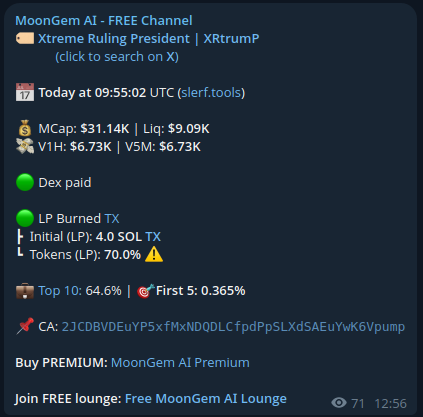 MoonGem AI - FREE Channel
🏷️ Xtreme Ruling President | XRtrumP
(click to search on X)
📅 Today at 09:55:02 UTC (slerf.tools)
💰 MCap: $31.14K | Liq: $9.09K
💸 V1H: $6.73K | V5M: $6.73K
🟢 Dex paid
🟢 LP Burned TX
┣ Initial (LP): 4.0 SOL TX
┗ Tokens (LP): 70.0% ⚠️
💼 Top 10: 64.6% | 🎯First 5: 0.365%
📌 CA: 2JCDBVDEuYP5xfMxNDQDLCfpdPpSLXdSAEuYwK6Vpump
Buy PREMIUM: MoonGem AI Premium
Join FREE lounge: Free MoonGem AI Lounge
71 12:56